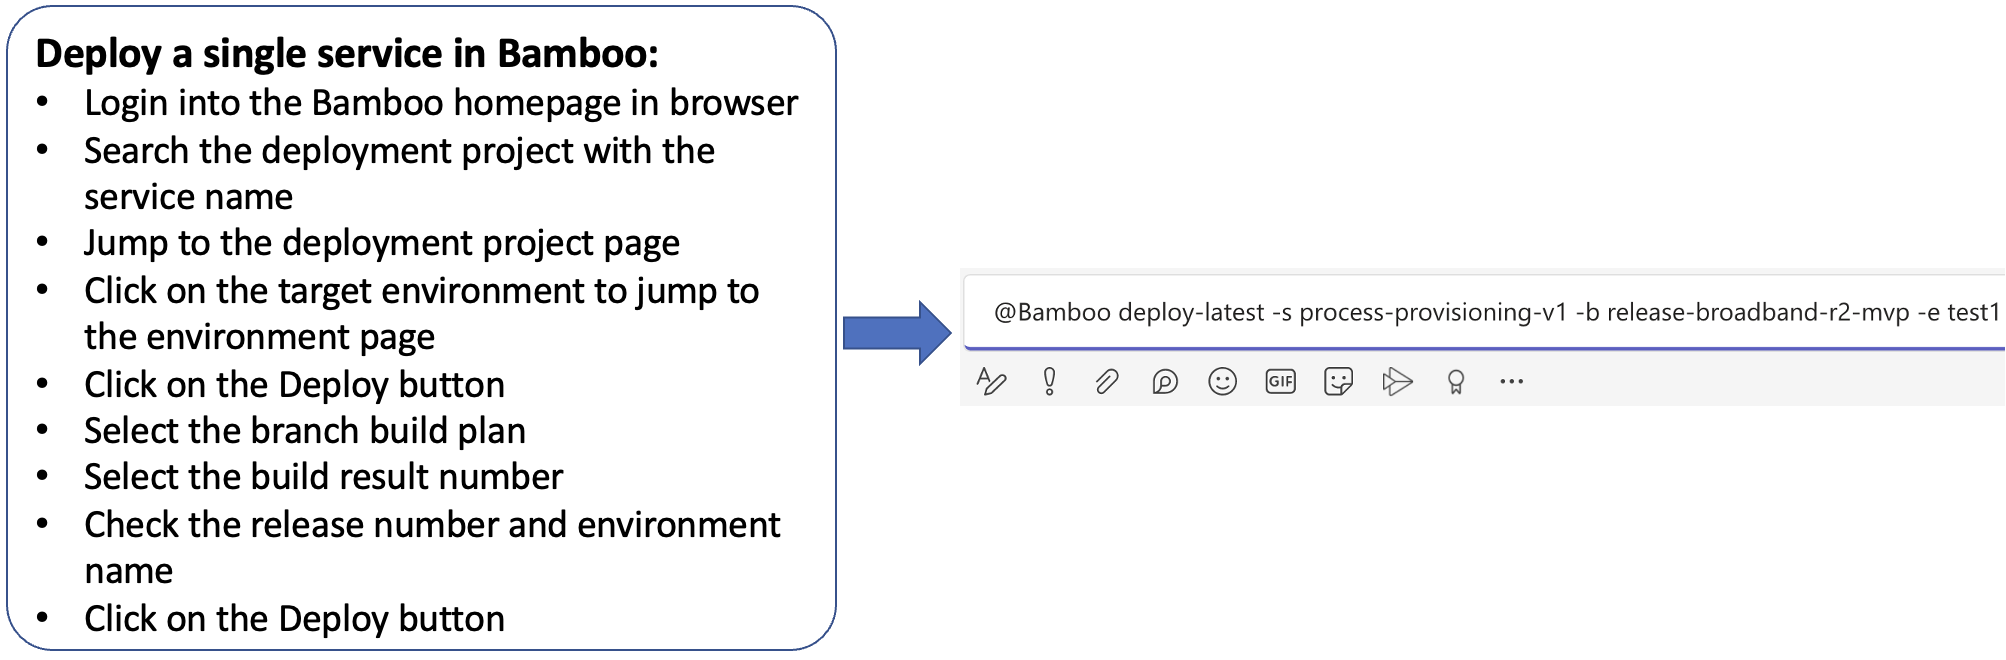 Deploy a single service in Bamboo:
• Login into the Bamboo homepage in browser
• Search the deployment project with the
service name
• Jump to the deployment project page
• Click on the target environment to jump to
the environment page
• Click on the Deploy button
• Select the branch build plan
• Select the build result number
• Check the release number and environment
name
• Click on the Deploy button
@Bamboo deploy-latest -s process-provisioning-v1 -b release-broadband-r2-mvp -e test1
GIF